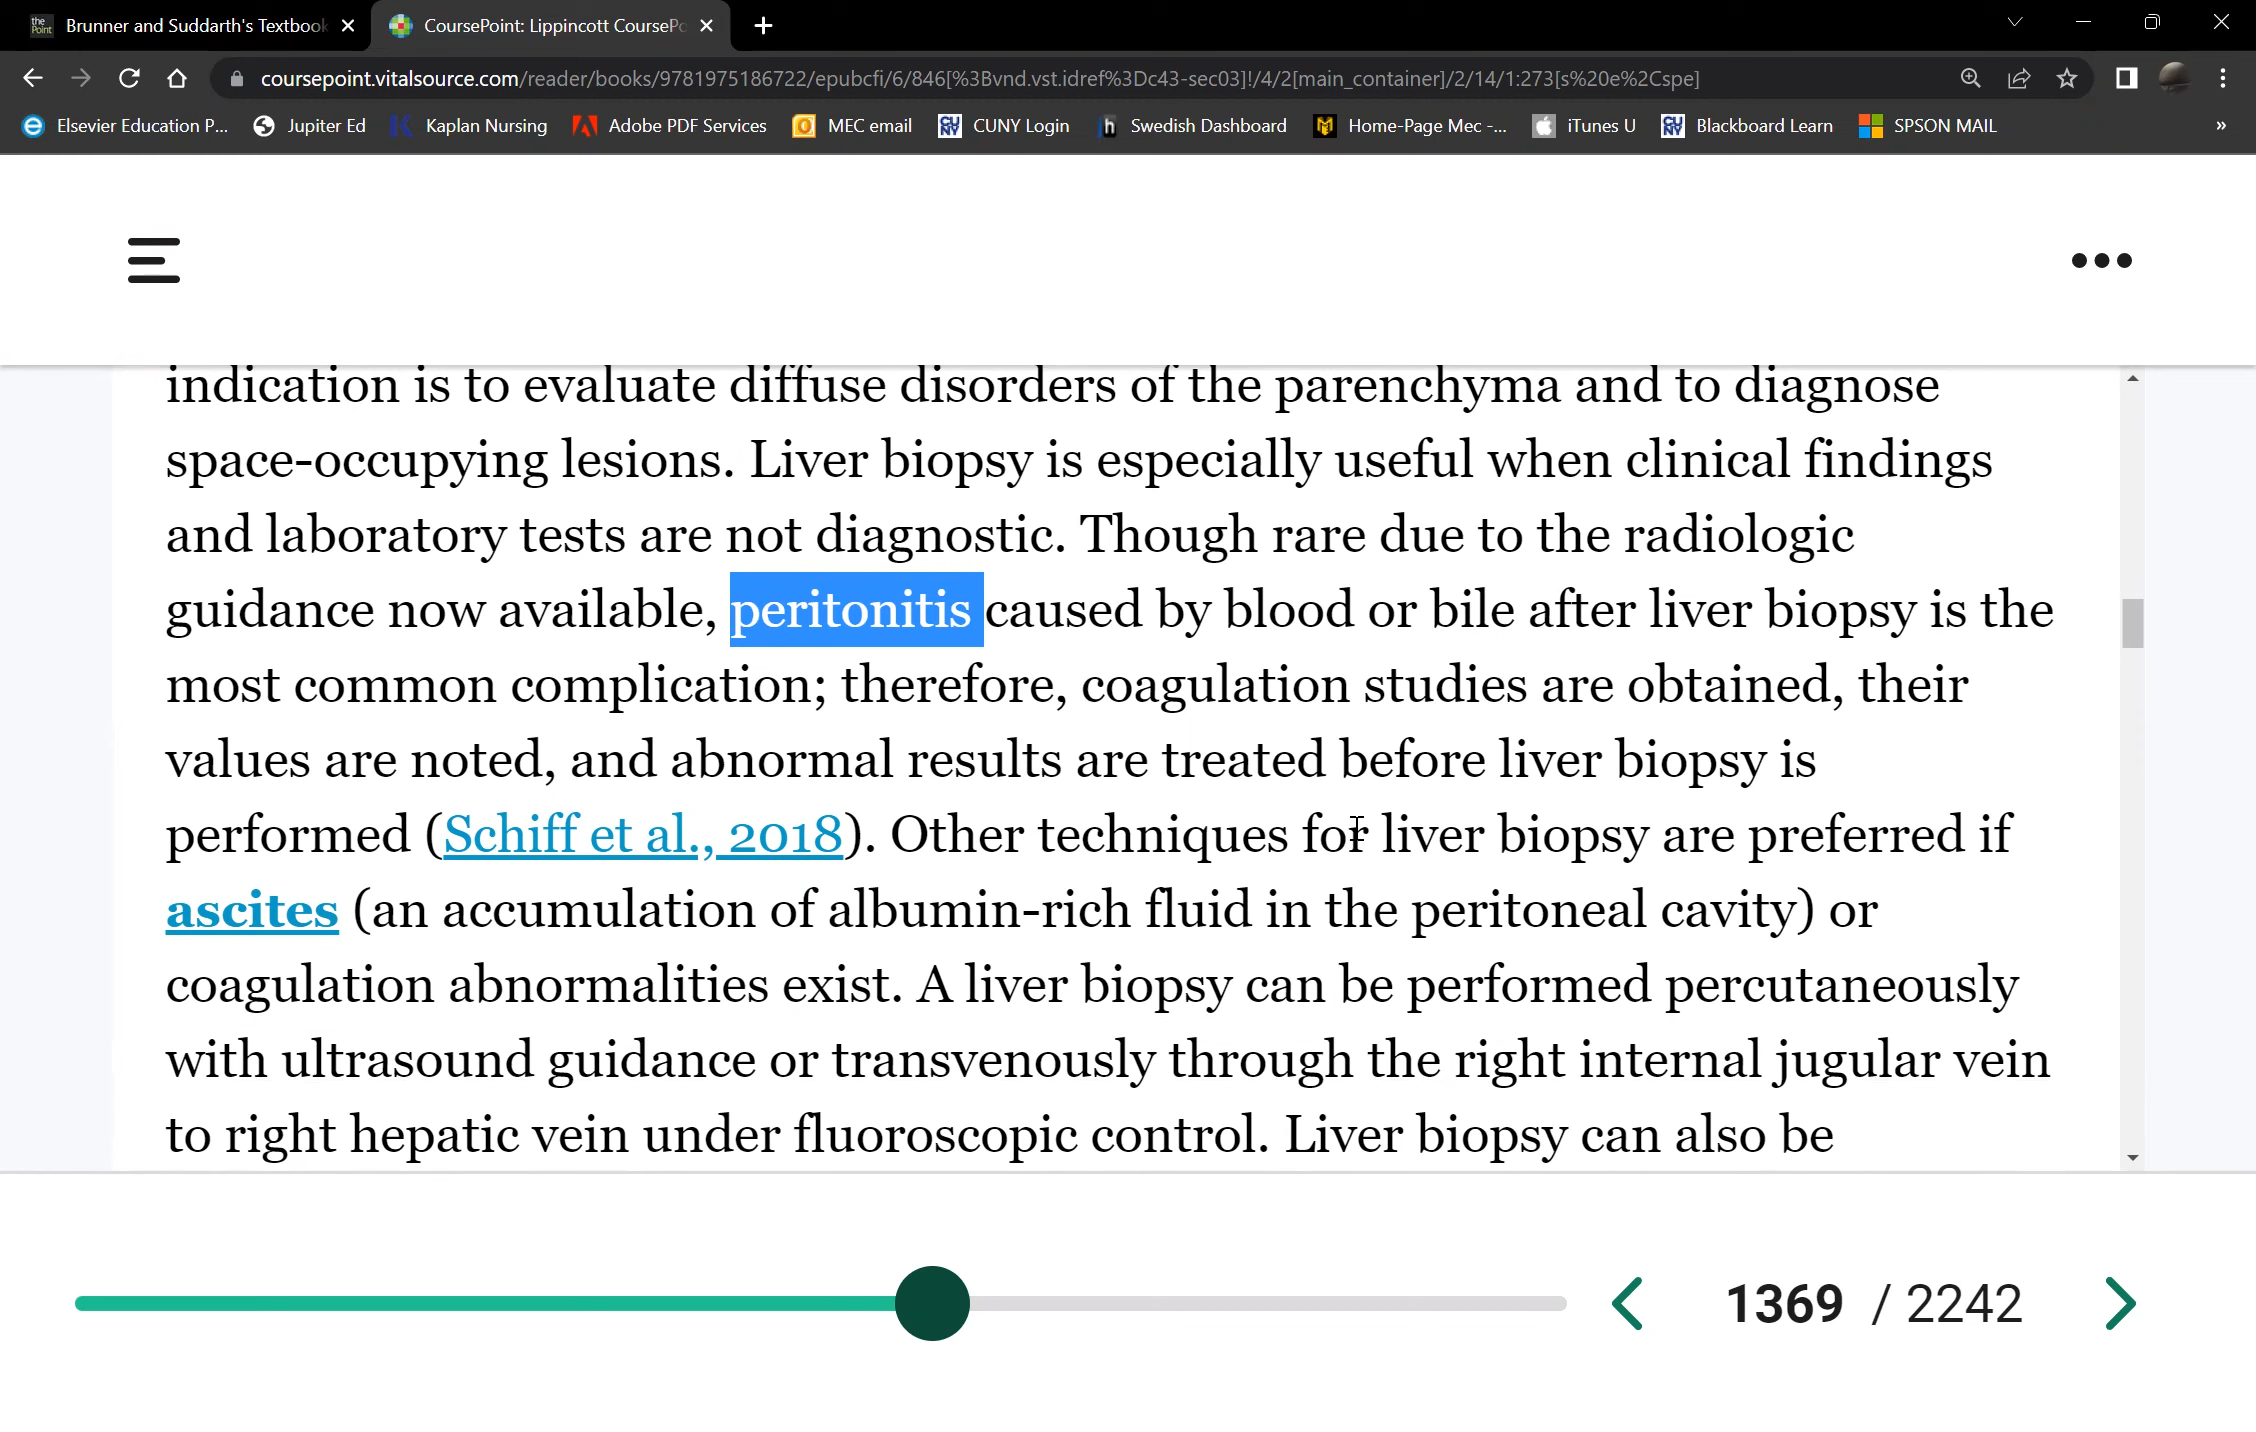 the Point Brunner and Suddarth's Textbook
CoursePoint: Lippincott CoursePo
coursepoint.vitalsource.com/reader/books/9781975186722/epubcfi/6/846[%3Bvnd.vst.idref%3Dc43-sec03]!/4/2[main_container]/2/14/1:273[s%20e%2Cspe]
Elsevier Education P... Jupiter Ed Kaplan Nursing Adobe PDF Services MEC email CUNY Login Swedish Dashboard Home-Page Mec -... iTunes U Blackboard Learn SPSON MAIL »
indication is to evaluate diffuse disorders of the parenchyma and to diagnose
space-occupying lesions. Liver biopsy is especially useful when clinical findings
and laboratory tests are not diagnostic. Though rare due to the radiologic
guidance now available, peritonitis caused by blood or bile after liver biopsy is the
most common complication; therefore, coagulation studies are obtained, their
values are noted, and abnormal results are treated before liver biopsy is
performed (Schiff et al., 2018). Other techniques for liver biopsy are preferred if
ascites (an accumulation of albumin-rich fluid in the peritoneal cavity) or
coagulation abnormalities exist. A liver biopsy can be performed percutaneously
with ultrasound guidance or transvenously through the right internal jugular vein
to right hepatic vein under fluoroscopic control. Liver biopsy can also be
1369 / 2242